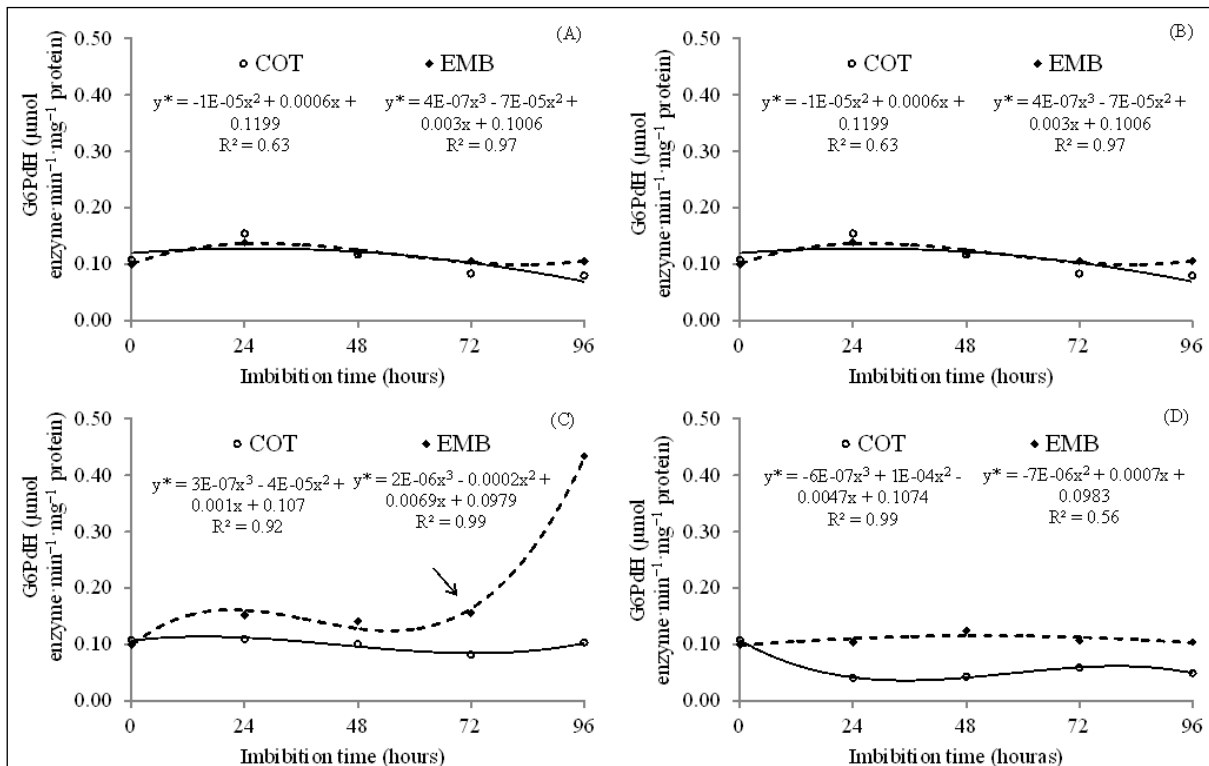 (A)
COT
EMB
y* = -1E-05x² + 0.0006x +
0.1199
R² = 0.63
y* = 4E-07x³ - 7E-05x² +
0.003x + 0.1006
R² = 0.97
G6PdH (µmol
enzyme·min⁻¹·mg⁻¹ protein)
0.50
0.40
0.30
0.20
0.10
0.00
0 24 48 72 96
Imbibition time (hours)
(B)
COT
EMB
y* = -1E-05x² + 0.0006x +
0.1199
R² = 0.63
y* = 4E-07x³ - 7E-05x² +
0.003x + 0.1006
R² = 0.97
G6PdH (µmol
enzyme·min⁻¹·mg⁻¹ protein)
0.50
0.40
0.30
0.20
0.10
0.00
0 24 48 72 96
Imbibition time (hours)
(C)
COT
EMB
y* = 3E-07x³ - 4E-05x² +
0.001x + 0.107
R² = 0.92
y* = 2E-06x³ - 0.0002x² +
0.0069x + 0.0979
R² = 0.99
G6PdH (µmol
enzyme·min⁻¹·mg⁻¹ protein)
0.50
0.40
0.30
0.20
0.10
0.00
0 24 48 72 96
Imbibition time (hours)
(D)
COT
EMB
y* = -6E-07x³ + 1E-04x² -
0.0047x + 0.1074
R² = 0.99
y* = -7E-06x² + 0.0007x +
0.0983
R² = 0.56
G6PdH (µmol
enzyme·min⁻¹·mg⁻¹ protein)
0.50
0.40
0.30
0.20
0.10
0.00
0 24 48 72 96
Imbibition time (houras)